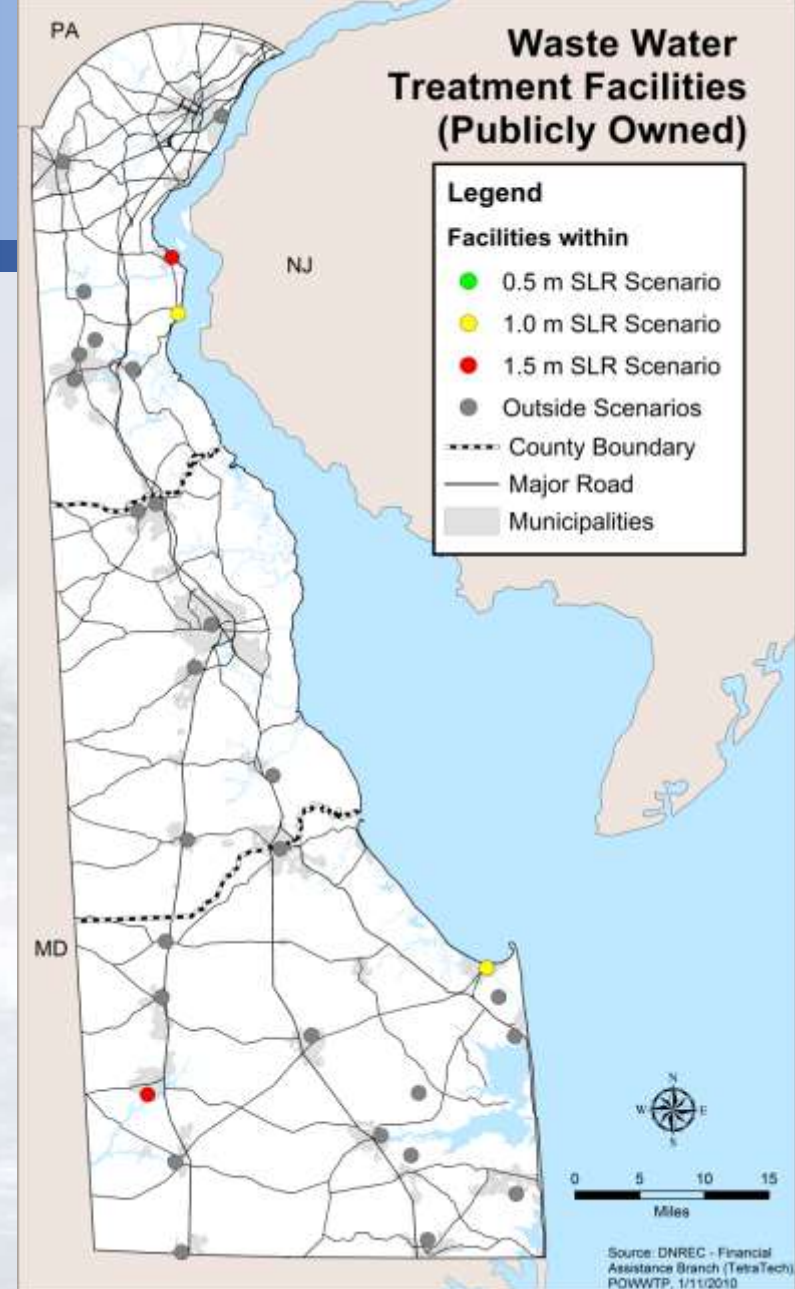 PA
Waste Water
Treatment Facilities
(Publicly Owned)
Legend
Facilities within
0.5 m SLR Scenario
1.0 m SLR Scenario
1.5 m SLR Scenario
Outside Scenarios
County Boundary
Major Road
Municipalities
NJ
MD
N
W E
S
0 5 10 15
Miles
Source: DNREC - Financial
Assistance Branch (TetraTech),
POWWTP, 1/11/2010